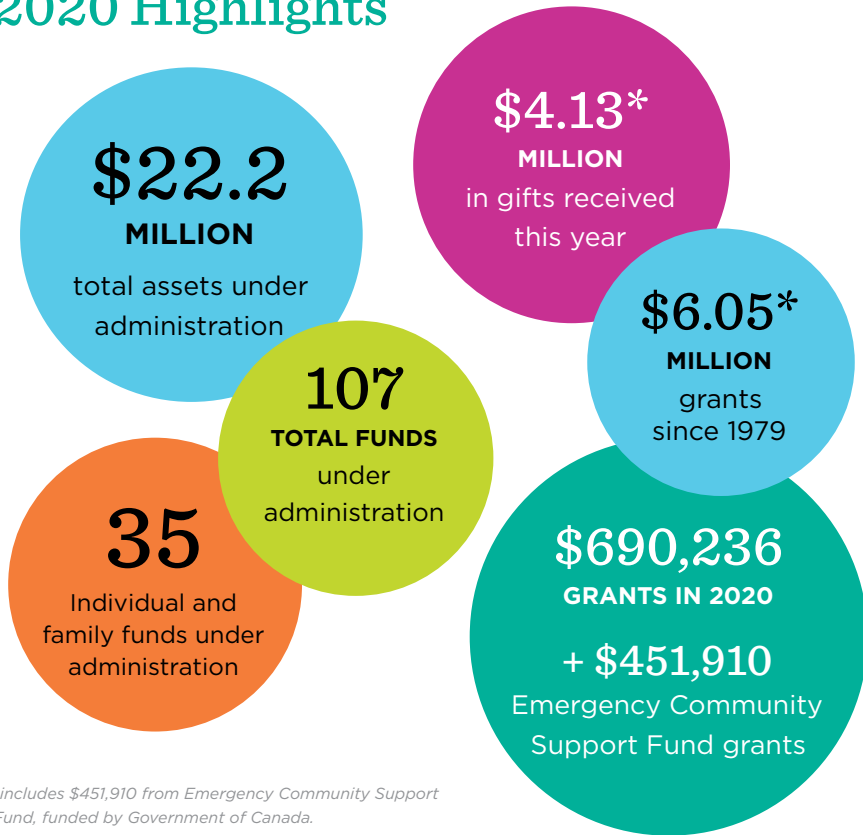 2020 Highlights
$22.2
MILLION
total assets under
administration
$4.13*
MILLION
in gifts received
this year
$6.05*
MILLION
grants
since 1979
107
TOTAL FUNDS
under
administration
35
Individual and
family funds under
administration
$690,236
GRANTS IN 2020
+ $451,910
Emergency Community
Support Fund grants
includes $451,910 from Emergency Community Support
Fund, funded by Government of Canada.